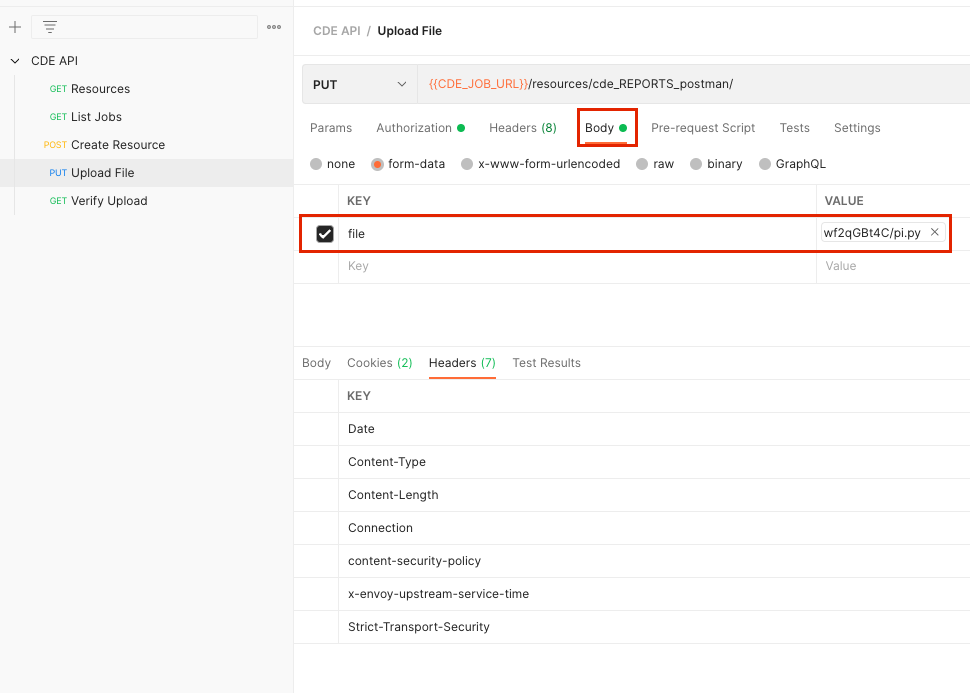 CDE API / Upload File
CDE API
GET Resources
GET List Jobs
POST Create Resource
PUT Upload File
GET Verify Upload
PUT {{CDE_JOB_URL}}/resources/cde_REPORTS_postman/
Params Authorization Headers (8) Body Pre-request Script Tests Settings
none form-data x-www-form-urlencoded raw binary GraphQL
KEY VALUE
file wf2qGBt4C/pi.py
Key Value
Body Cookies (2) Headers (7) Test Results
KEY
Date
Content-Type
Content-Length
Connection
content-security-policy
x-envoy-upstream-service-time
Strict-Transport-Security